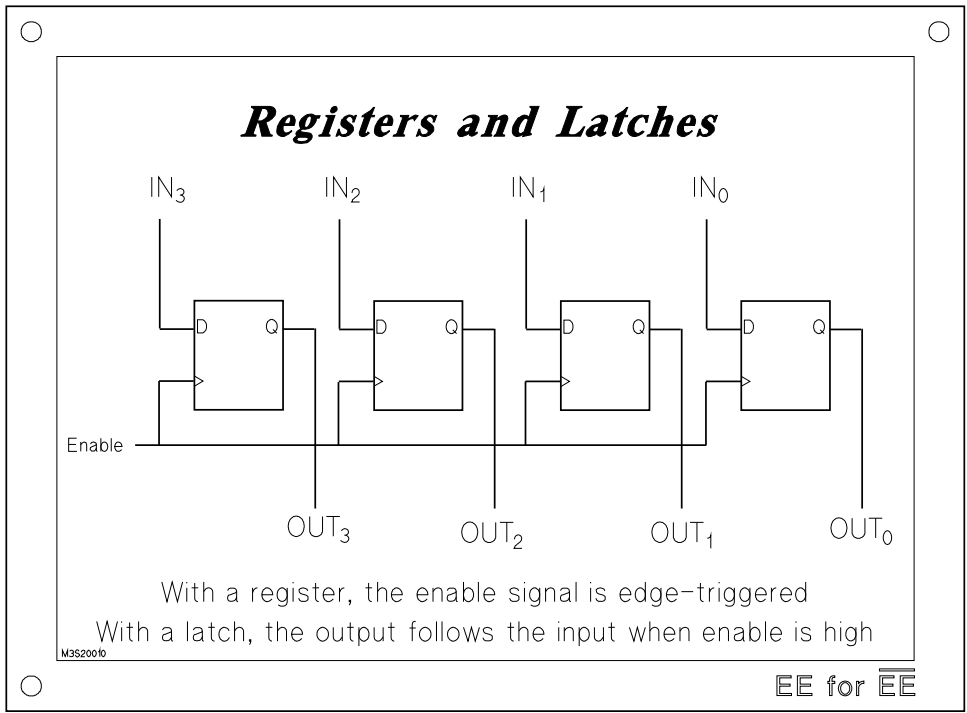 Registers and Latches
IN3 IN2 IN1 IN0
D Q D Q D Q D Q
Enable
OUT3 OUT2 OUT1 OUT0
With a register, the enable signal is edge-triggered
With a latch, the output follows the input when enable is high
M3S20010
EE for E̅E̅